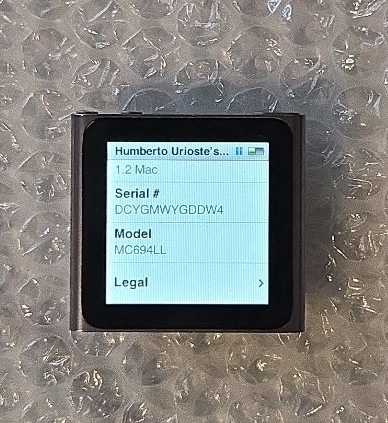 Humberto Urioste's...
1.2 Mac
Serial #
DCYGMWYGDDW4
Model
MC694LL
Legal